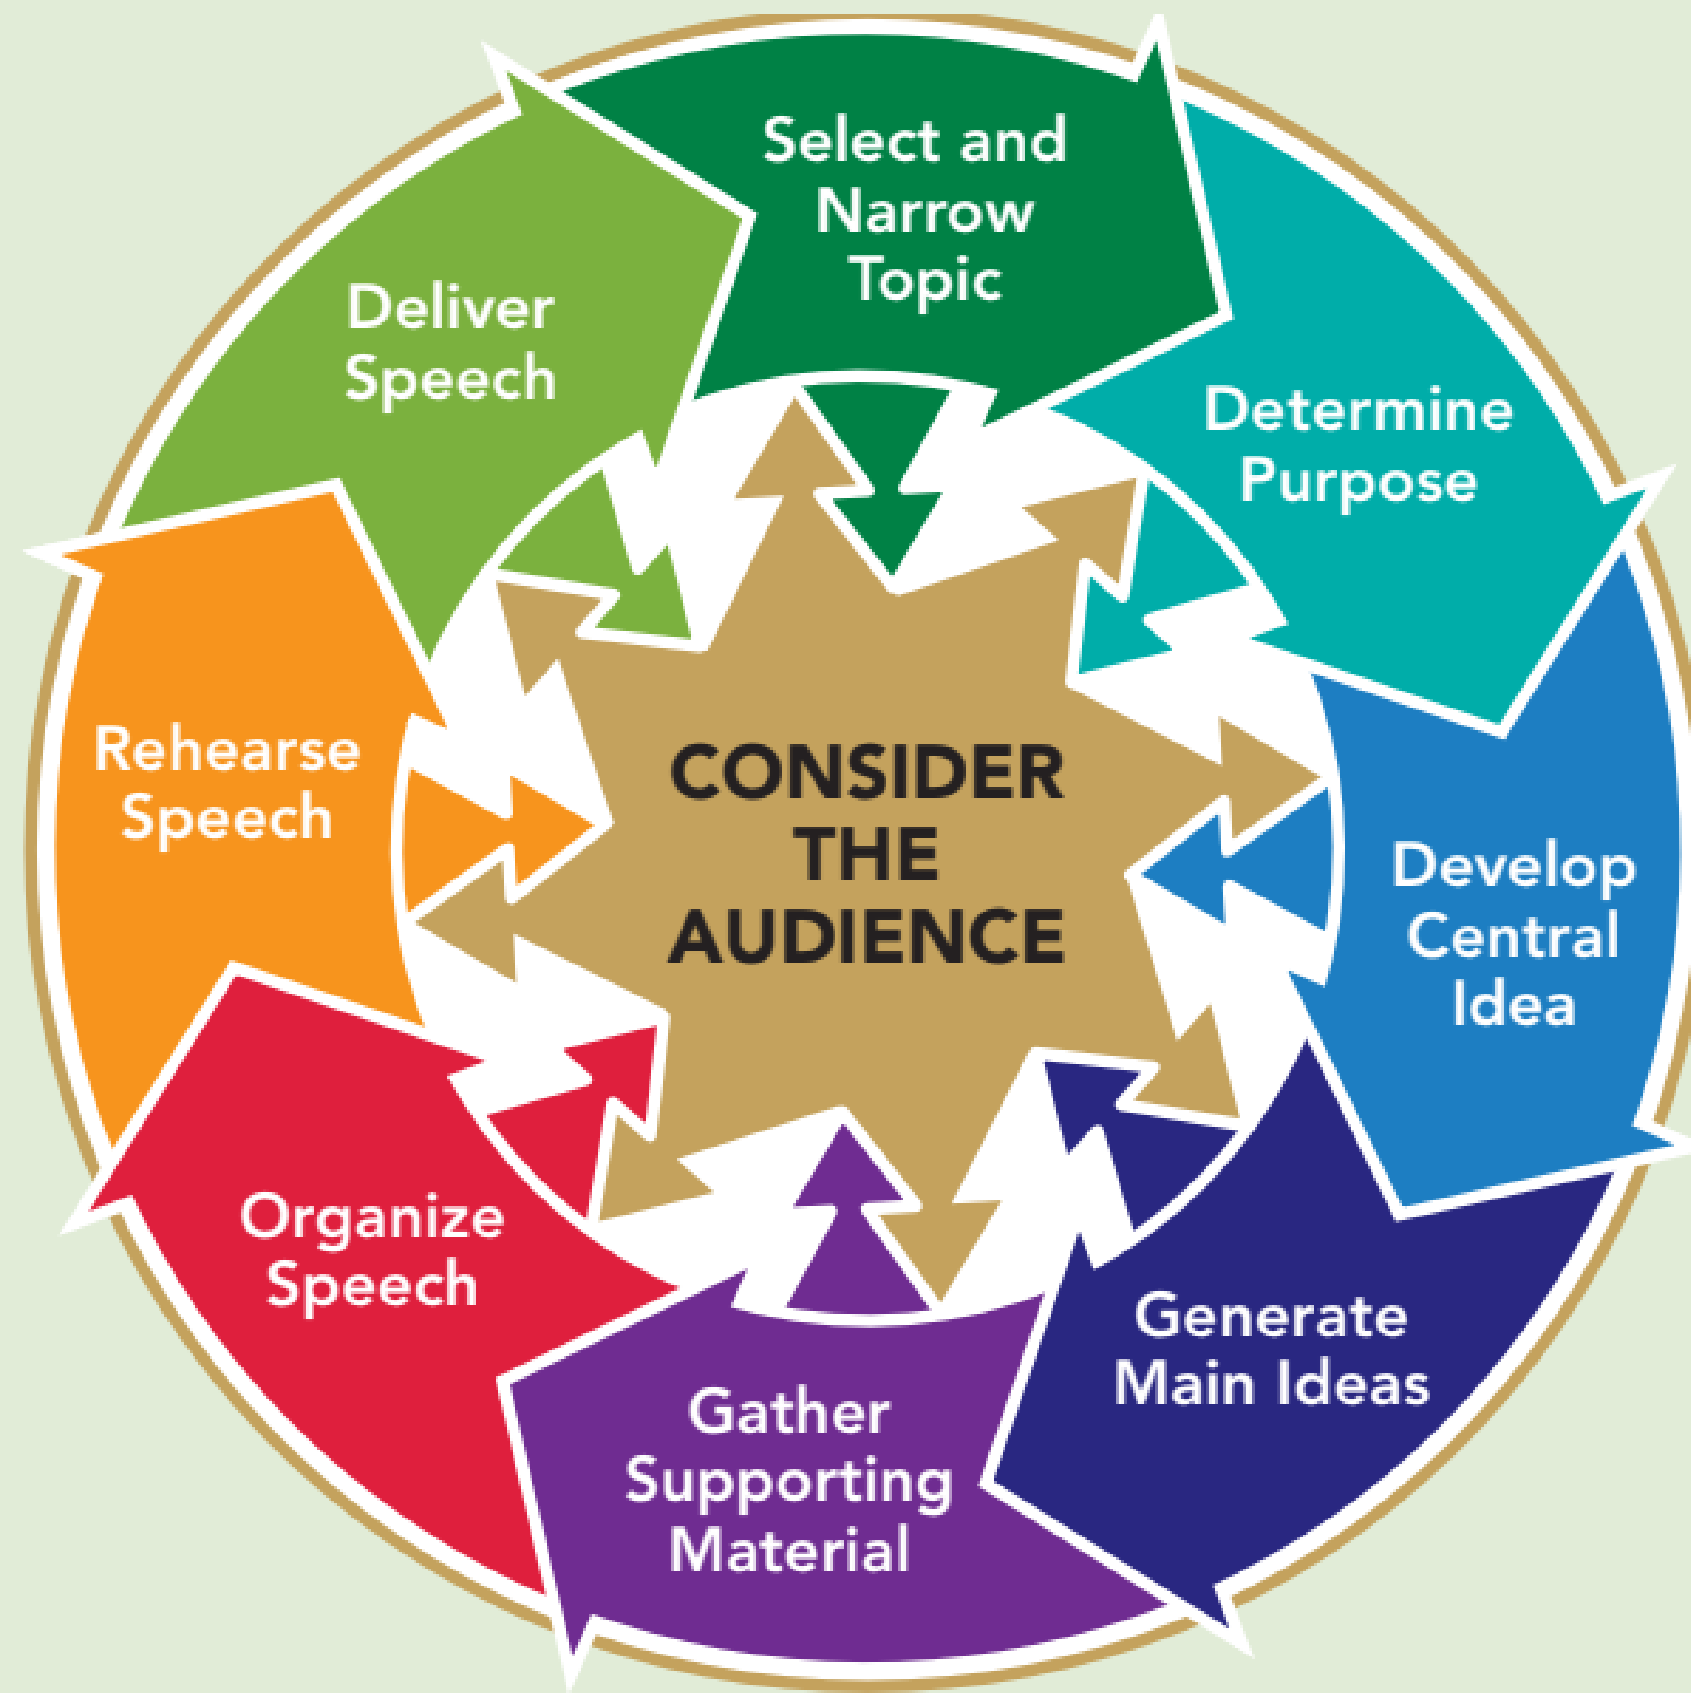 Select and
Narrow
Topic
Determine
Purpose
Develop
Central
Idea
Generate
Main Ideas
Gather
Supporting
Material
Organize
Speech
Rehearse
Speech
Deliver
Speech
CONSIDER
THE
AUDIENCE